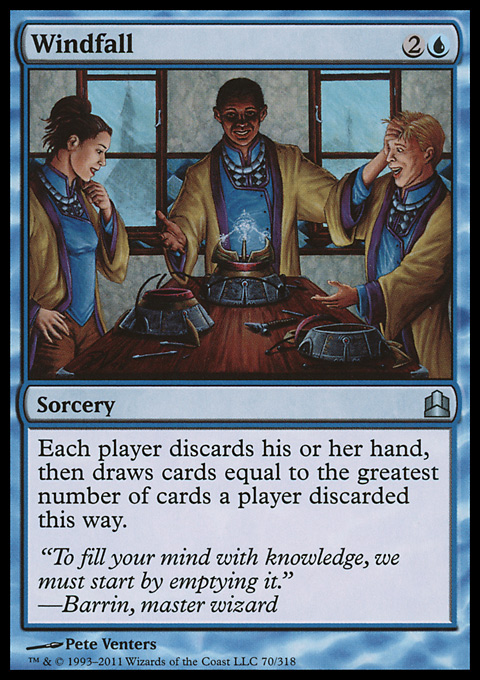 Windfall 2
Sorcery
Each player discards his or her hand,
then draws cards equal to the greatest
number of cards a player discarded
this way.
“To fill your mind with knowledge, we
must start by emptying it.”
—Barrin, master wizard
Pete Venters
™ & © 1993–2011 Wizards of the Coast LLC 70/318